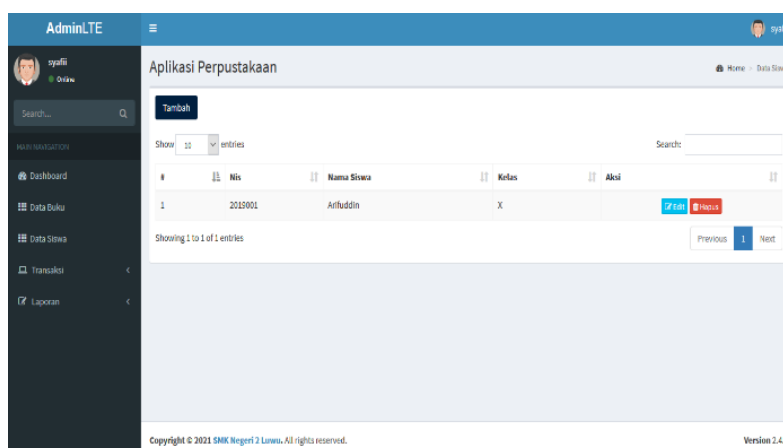 AdminLTE
syafii
Online
Search...
MAIN NAVIGATION
Dashboard
Data Buku
Data Siswa
Transaksi
Laporan
Aplikasi Perpustakaan
Home > Data
Tambah
Show 10 entries
Search:
# Nis Nama Siswa Kelas Aksi
1 2019001 Arifuddin X Edit Hapus
Showing 1 to 1 of 1 entries
Previous 1 Next
Copyright © 2021 SMK Negeri 2 Luwu. All rights reserved.
Version